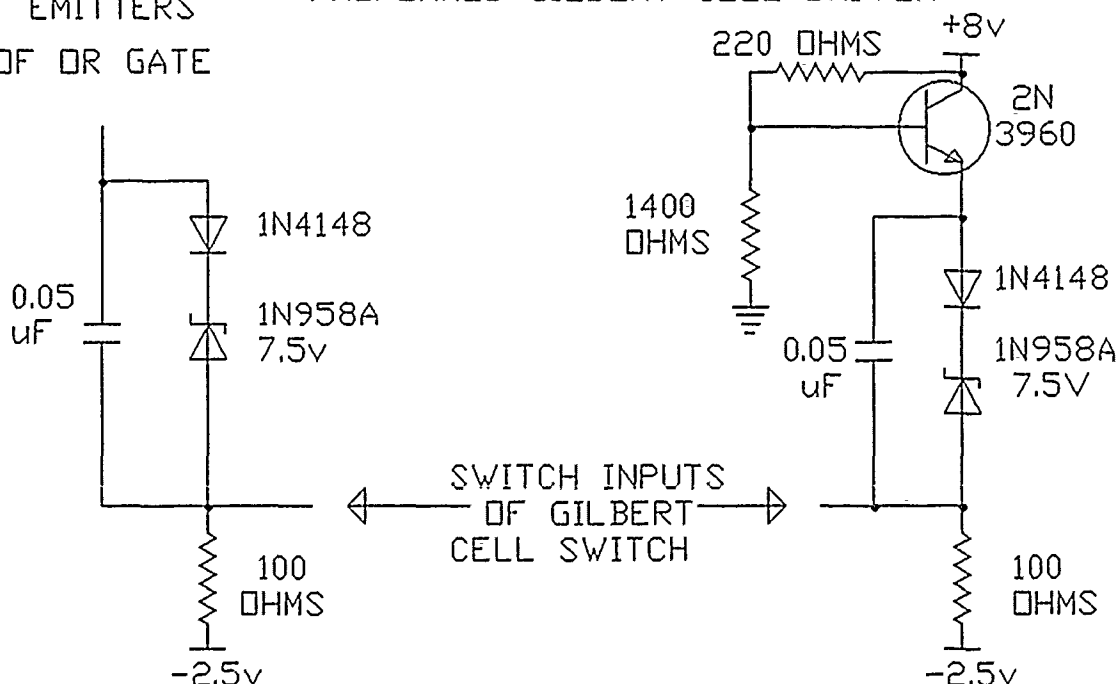 EMITTERS
OF OR GATE
220 OHMS
+8v
2N
3960
1N4148
1400
OHMS
0.05
uF
1N958A
7.5v
1N4148
0.05
uF
1N958A
7.5V
SWITCH INPUTS
OF GILBERT
CELL SWITCH
100
OHMS
100
OHMS
-2.5v
-2.5v